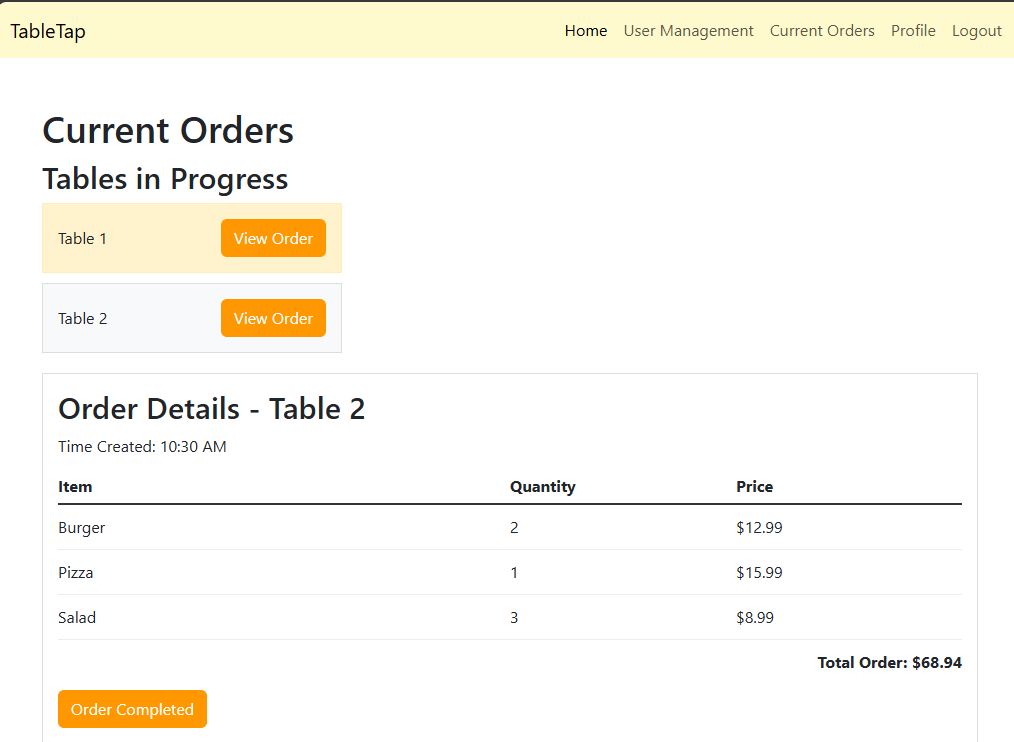 TableTap Home User Management Current Orders Profile Logout
Current Orders
Tables in Progress
Table 1 View Order
Table 2 View Order
Order Details - Table 2
Time Created: 10:30 AM
Item Quantity Price
Burger 2 $12.99
Pizza 1 $15.99
Salad 3 $8.99
Total Order: $68.94
Order Completed